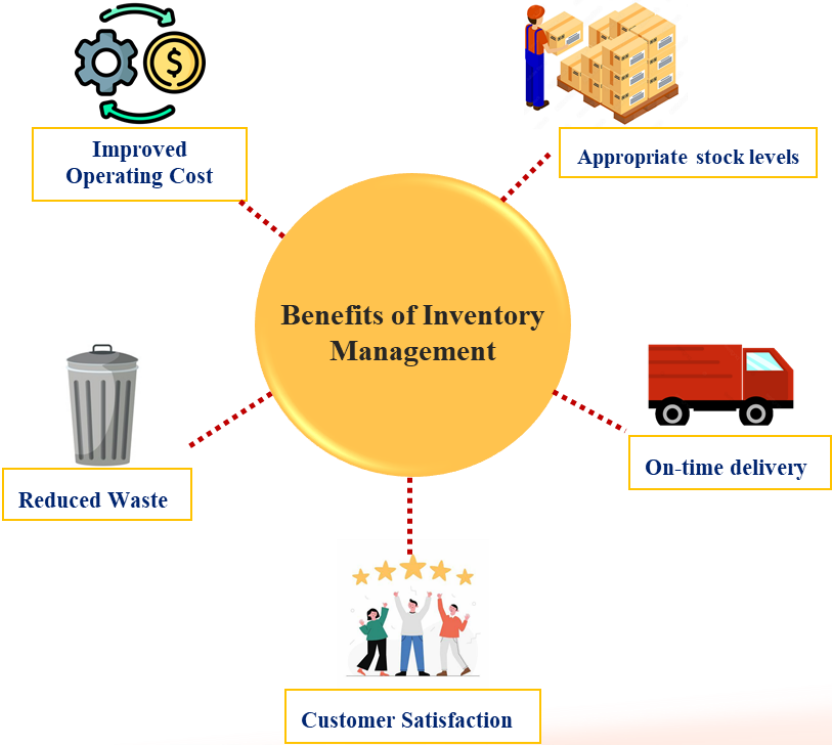 Improved
Operating Cost
Appropriate stock levels
Benefits of Inventory
Management
On-time delivery
Reduced Waste
Customer Satisfaction